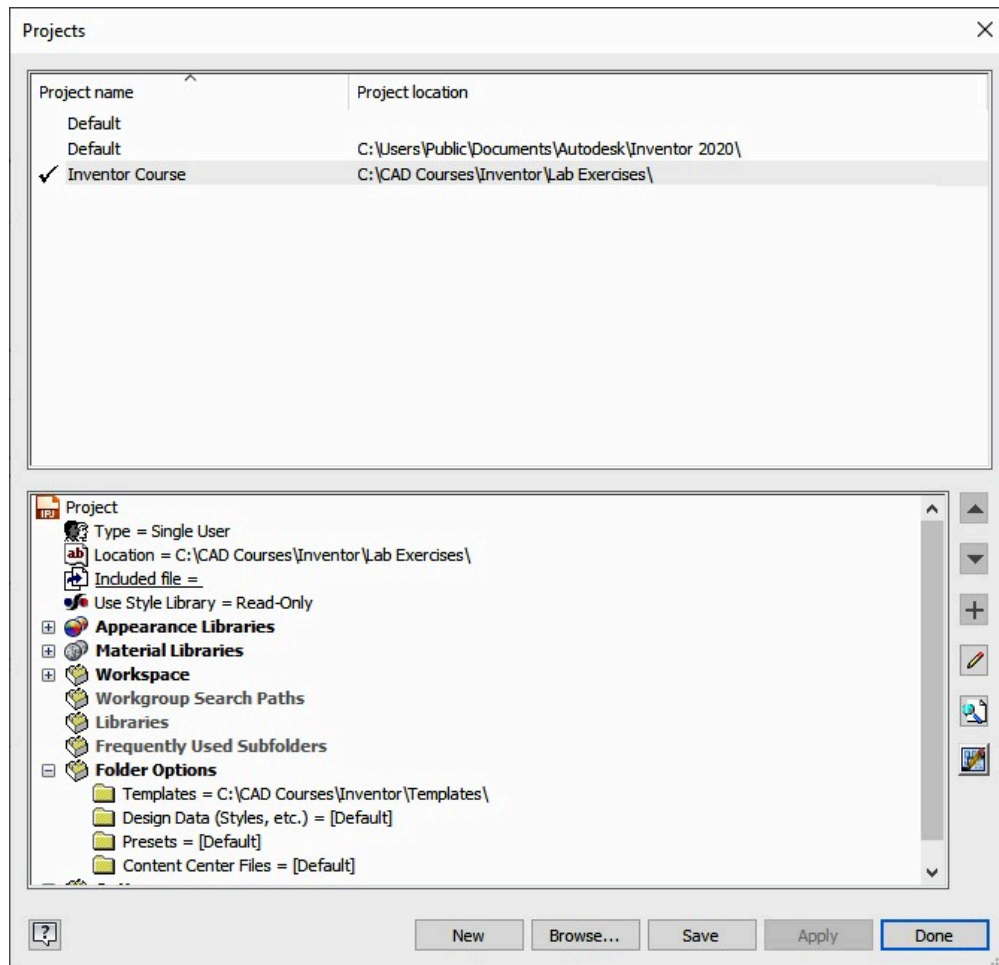 Projects
Project name Project location
Default
Default C:\Users\Public\Documents\Autodesk\Inventor 2020\
Inventor Course C:\CAD Courses\Inventor\Lab Exercises\
IPJ Project
Type = Single User
ab Location = C:\CAD Courses\Inventor\Lab Exercises\
Included file =
Use Style Library = Read-Only
Appearance Libraries
Material Libraries
Workspace
Workgroup Search Paths
Libraries
Frequently Used Subfolders
Folder Options
Templates = C:\CAD Courses\Inventor\Templates\
Design Data (Styles, etc.) = [Default]
Presets = [Default]
Content Center Files = [Default]
New Browse... Save Apply Done